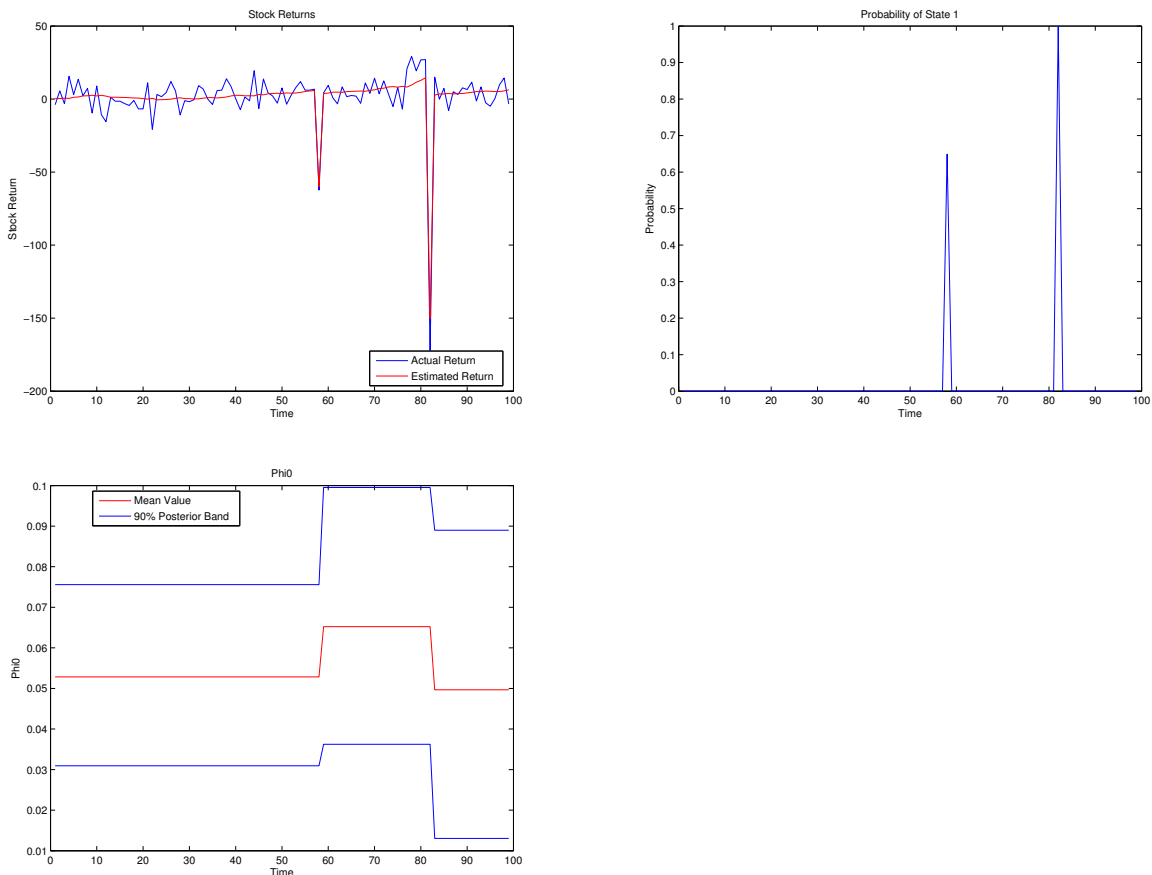 Stock Returns
50
0
−50
−100
−150
−200
Stock Return
0 10 20 30 40 50 60 70 80 90 100
Time
Actual Return
Estimated Return
Probability of State 1
1
0.9
0.8
0.7
0.6
0.5
0.4
0.3
0.2
0.1
0
Probability
0 10 20 30 40 50 60 70 80 90 100
Time
Phi0
0.1
0.09
0.08
0.07
0.06
0.05
0.04
0.03
0.02
0.01
Phi0
0 10 20 30 40 50 60 70 80 90 100
Time
Mean Value
90% Posterior Band